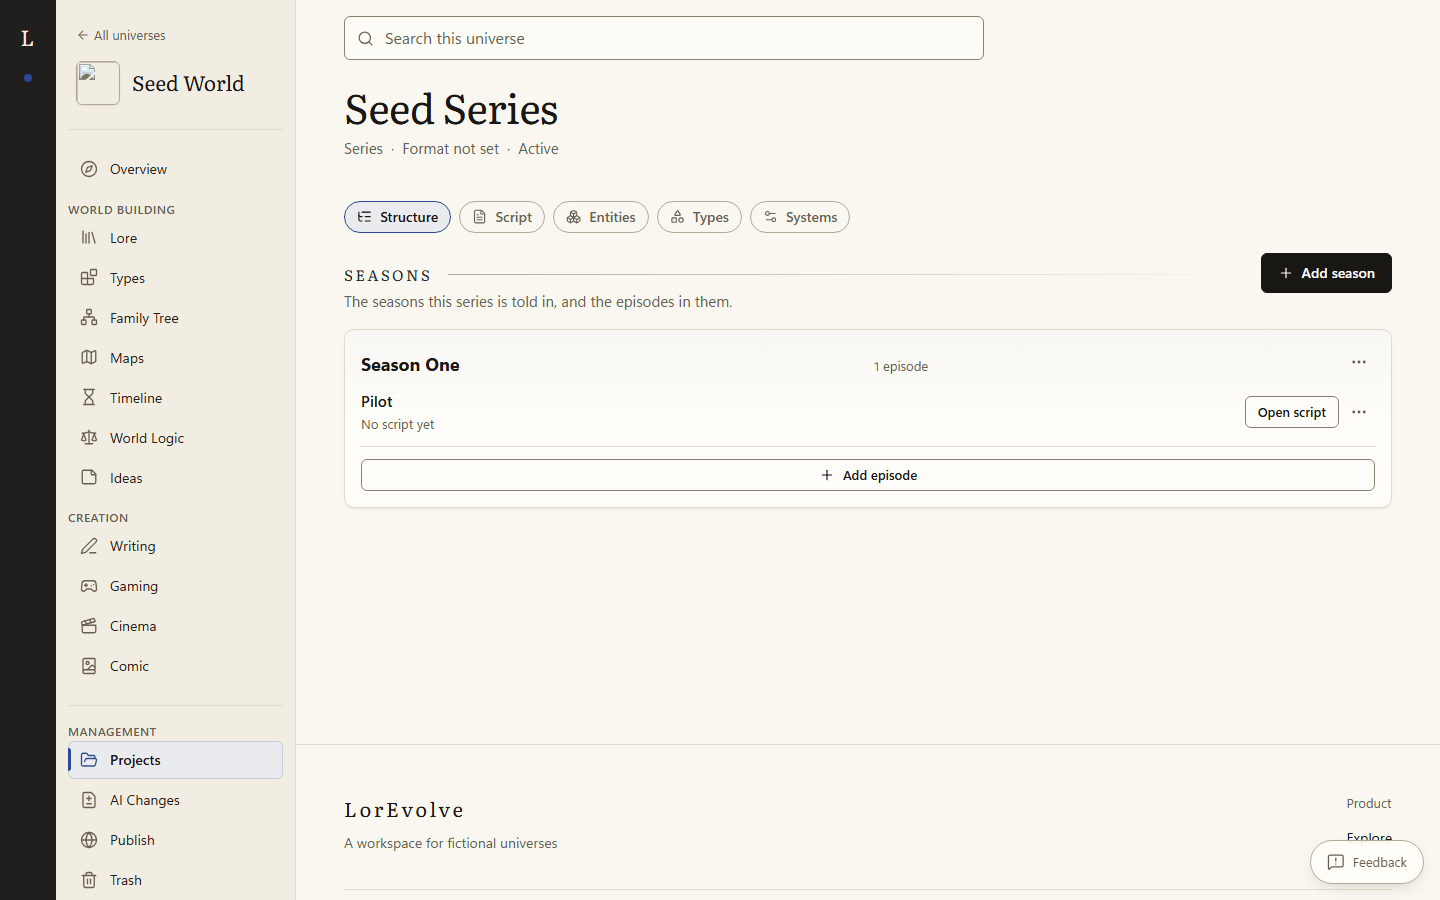 L
All universes
Seed World
Overview
WORLD BUILDING
Lore
Types
Family Tree
Maps
Timeline
World Logic
Ideas
CREATION
Writing
Gaming
Cinema
Comic
MANAGEMENT
Projects
AI Changes
Publish
Trash
Search this universe
Seed Series
Series · Format not set · Active
Structure
Script
Entities
Types
Systems
SEASONS
Add season
The seasons this series is told in, and the episodes in them.
Season One
1 episode
Pilot
No script yet
Open script
Add episode
LorEvolve
A workspace for fictional universes
Product
Explore
Feedback